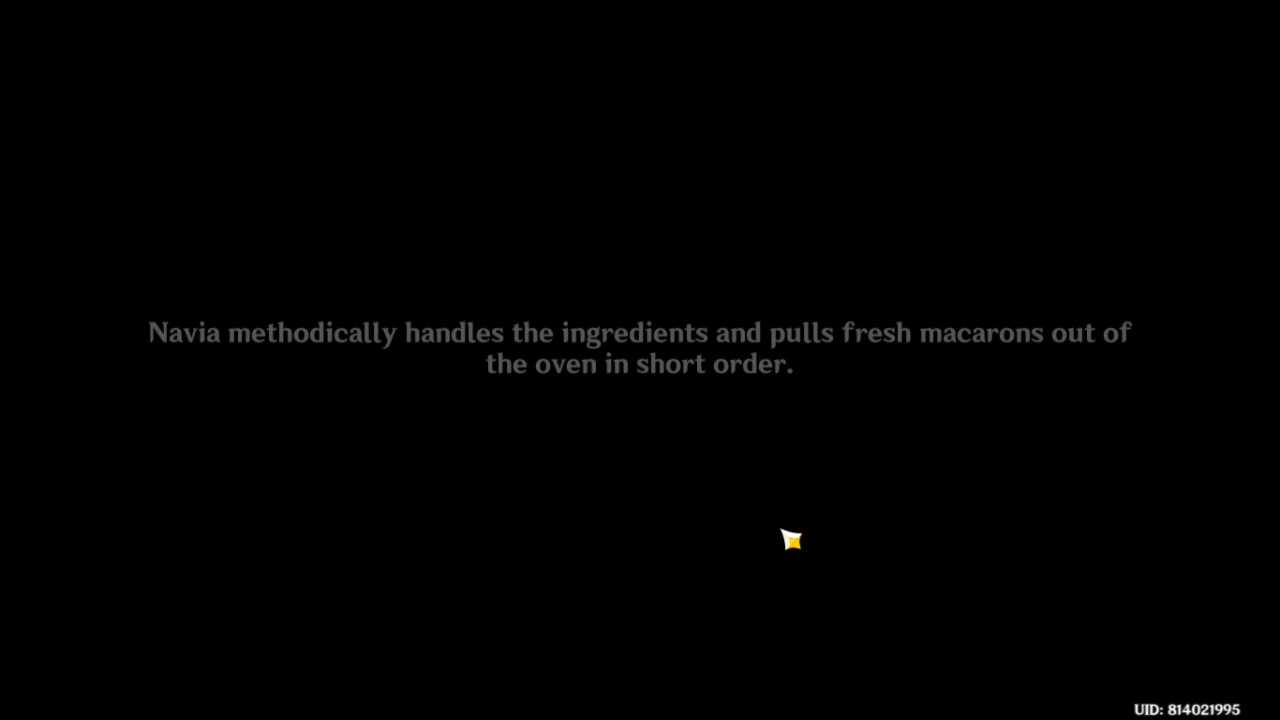 Navia methodically handles the ingredients and pulls fresh macarons out of
the oven in short order.
UID: 814021995